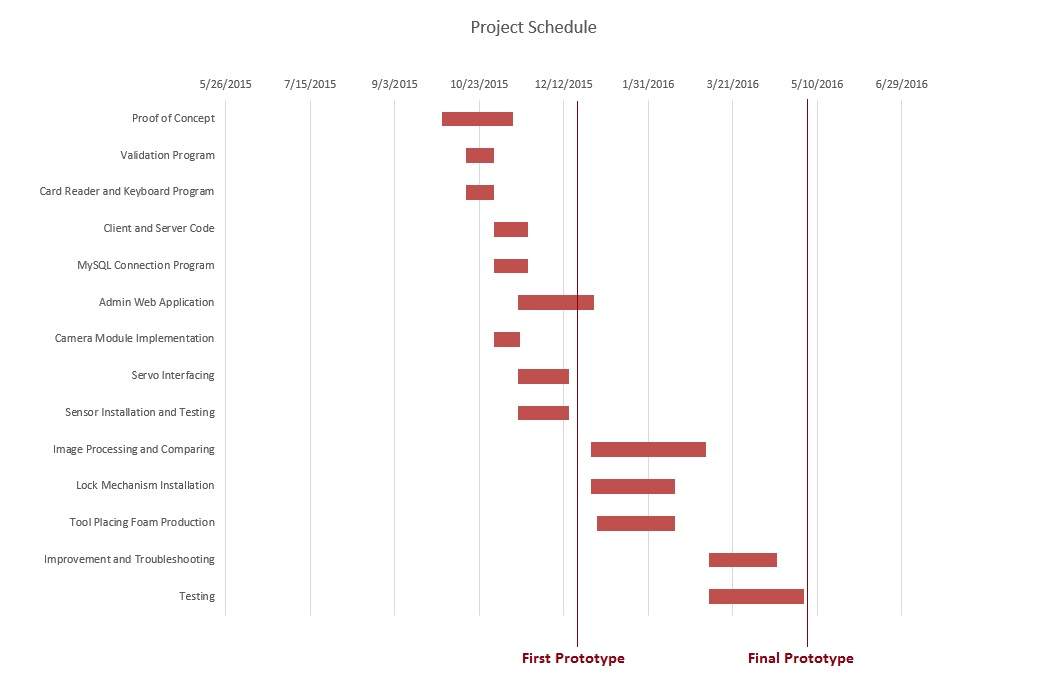 Project Schedule
5/26/2015 7/15/2015 9/3/2015 10/23/2015 12/12/2015 1/31/2016 3/21/2016 5/10/2016 6/29/2016
Proof of Concept
Validation Program
Card Reader and Keyboard Program
Client and Server Code
MySQL Connection Program
Admin Web Application
Camera Module Implementation
Servo Interfacing
Sensor Installation and Testing
Image Processing and Comparing
Lock Mechanism Installation
Tool Placing Foam Production
Improvement and Troubleshooting
Testing
First Prototype Final Prototype